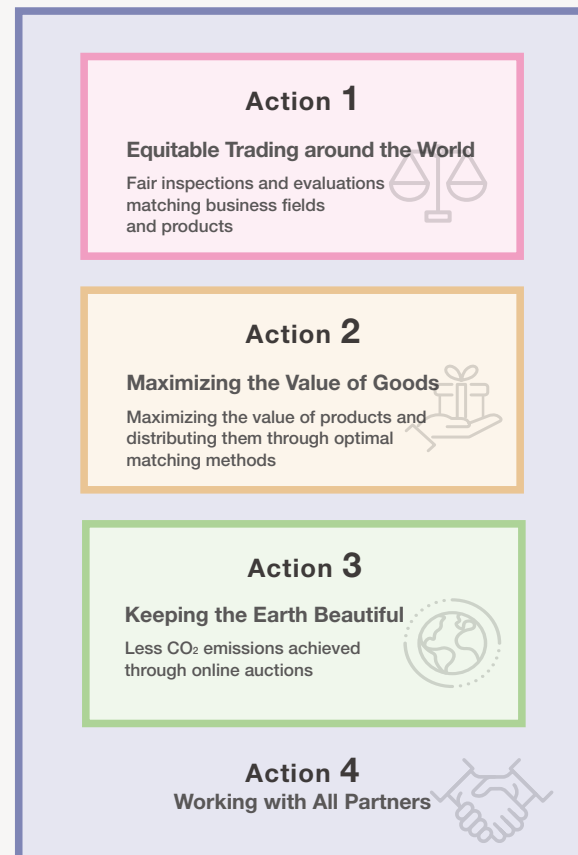 Action 1
Equitable Trading around the World
Fair inspections and evaluations
matching business fields
and products
Action 2
Maximizing the Value of Goods
Maximizing the value of products and
distributing them through optimal
matching methods
Action 3
Keeping the Earth Beautiful
Less CO₂ emissions achieved
through online auctions
Action 4
Working with All Partners